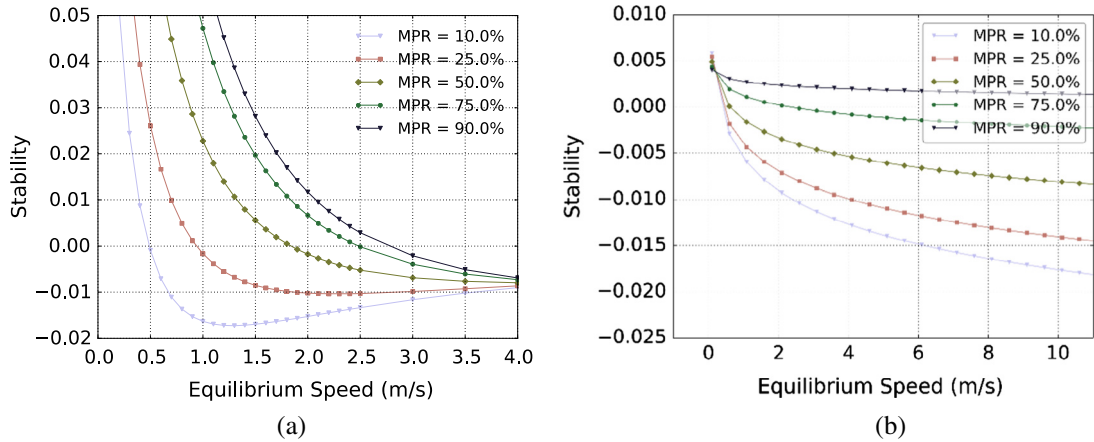 0.05
0.04
0.03
0.02
0.01
0.00
−0.01
−0.02
Stability
0.0 0.5 1.0 1.5 2.0 2.5 3.0 3.5 4.0
Equilibrium Speed (m/s)
MPR = 10.0%
MPR = 25.0%
MPR = 50.0%
MPR = 75.0%
MPR = 90.0%
(a)
0.010
0.005
0.000
−0.005
−0.010
−0.015
−0.020
−0.025
Stability
0 2 4 6 8 10
Equilibrium Speed (m/s)
MPR = 10.0%
MPR = 25.0%
MPR = 50.0%
MPR = 75.0%
MPR = 90.0%
(b)